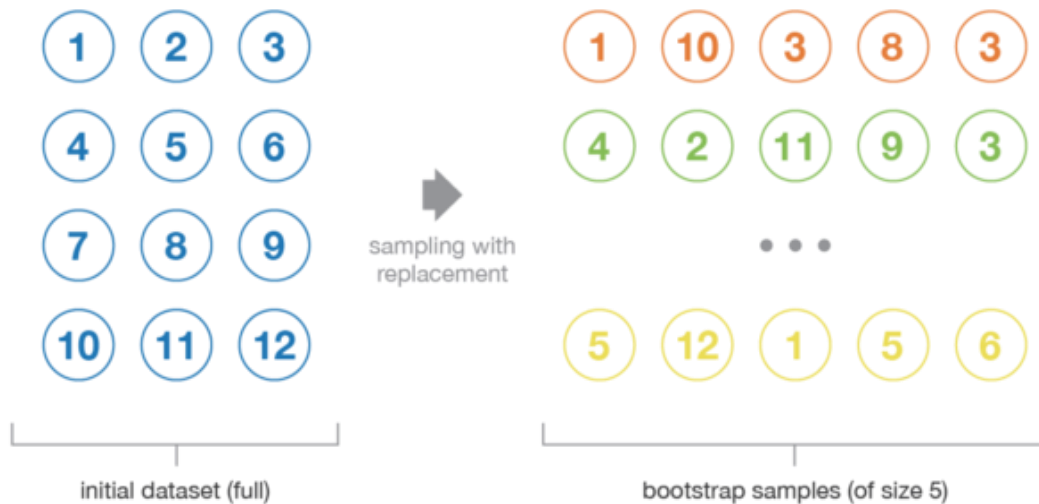 1 2 3
1 10 3 8 3
4 5 6
4 2 11 9 3
sampling with
replacement
7 8 9
10 11 12
5 12 1 5 6
initial dataset (full)
bootstrap samples (of size 5)